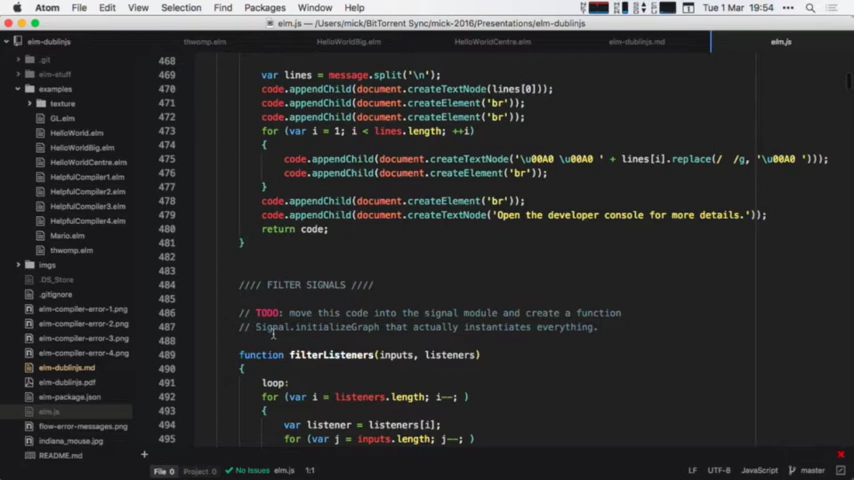 Atom File Edit View Selection Find Packages Window Help Tue 1 Mar 19:54
elm.js — /Users/mick/BitTorrent Sync/mick-2016/Presentations/elm-dublinjs
elm-dublinjs thwomp.elm HelloWorldBig.elm HelloWorldCentre.elm elm-dublinjs.md elm.js
.git
elm-stuff
examples
texture
GL.elm
HelloWorld.elm
HelloWorldBig.elm
HelloWorldCentre.elm
HelpfulCompiler1.elm
HelpfulCompiler2.elm
HelpfulCompiler3.elm
HelpfulCompiler4.elm
Mario.elm
thwomp.elm
imgs
.DS_Store
.gitignore
elm-compiler-error-1.png
elm-compiler-error-2.png
elm-compiler-error-3.png
elm-compiler-error-4.png
elm-dublinjs.md
elm-dublinjs.pdf
elm-package.json
elm.js
flow-error-messages.png
indiana_mouse.jpg
README.md
468
469 var lines = message.split('\n');
470 code.appendChild(document.createTextNode(lines[0]));
471 code.appendChild(document.createElement('br'));
472 code.appendChild(document.createElement('br'));
473 for (var i = 1; i < lines.length; ++i)
474 {
475 code.appendChild(document.createTextNode('\u00A0 \u00A0 ' + lines[i].replace(/  /g, '\u00A0 ')));
476 code.appendChild(document.createElement('br'));
477 }
478 code.appendChild(document.createElement('br'));
479 code.appendChild(document.createTextNode('Open the developer console for more details.'));
480 return code;
481 }
482
483
484 //// FILTER SIGNALS ////
485
486 // TODO: move this code into the signal module and create a function
487 // Signal.initializeGraph that actually instantiates everything.
488
489 function filterListeners(inputs, listeners)
490 {
491 loop:
492 for (var i = listeners.length; i--; )
493 {
494 var listener = listeners[i];
495 for (var j = inputs.length; j--; )
File 0 Project 0 No Issues elm.js 1:1 LF UTF-8 JavaScript master